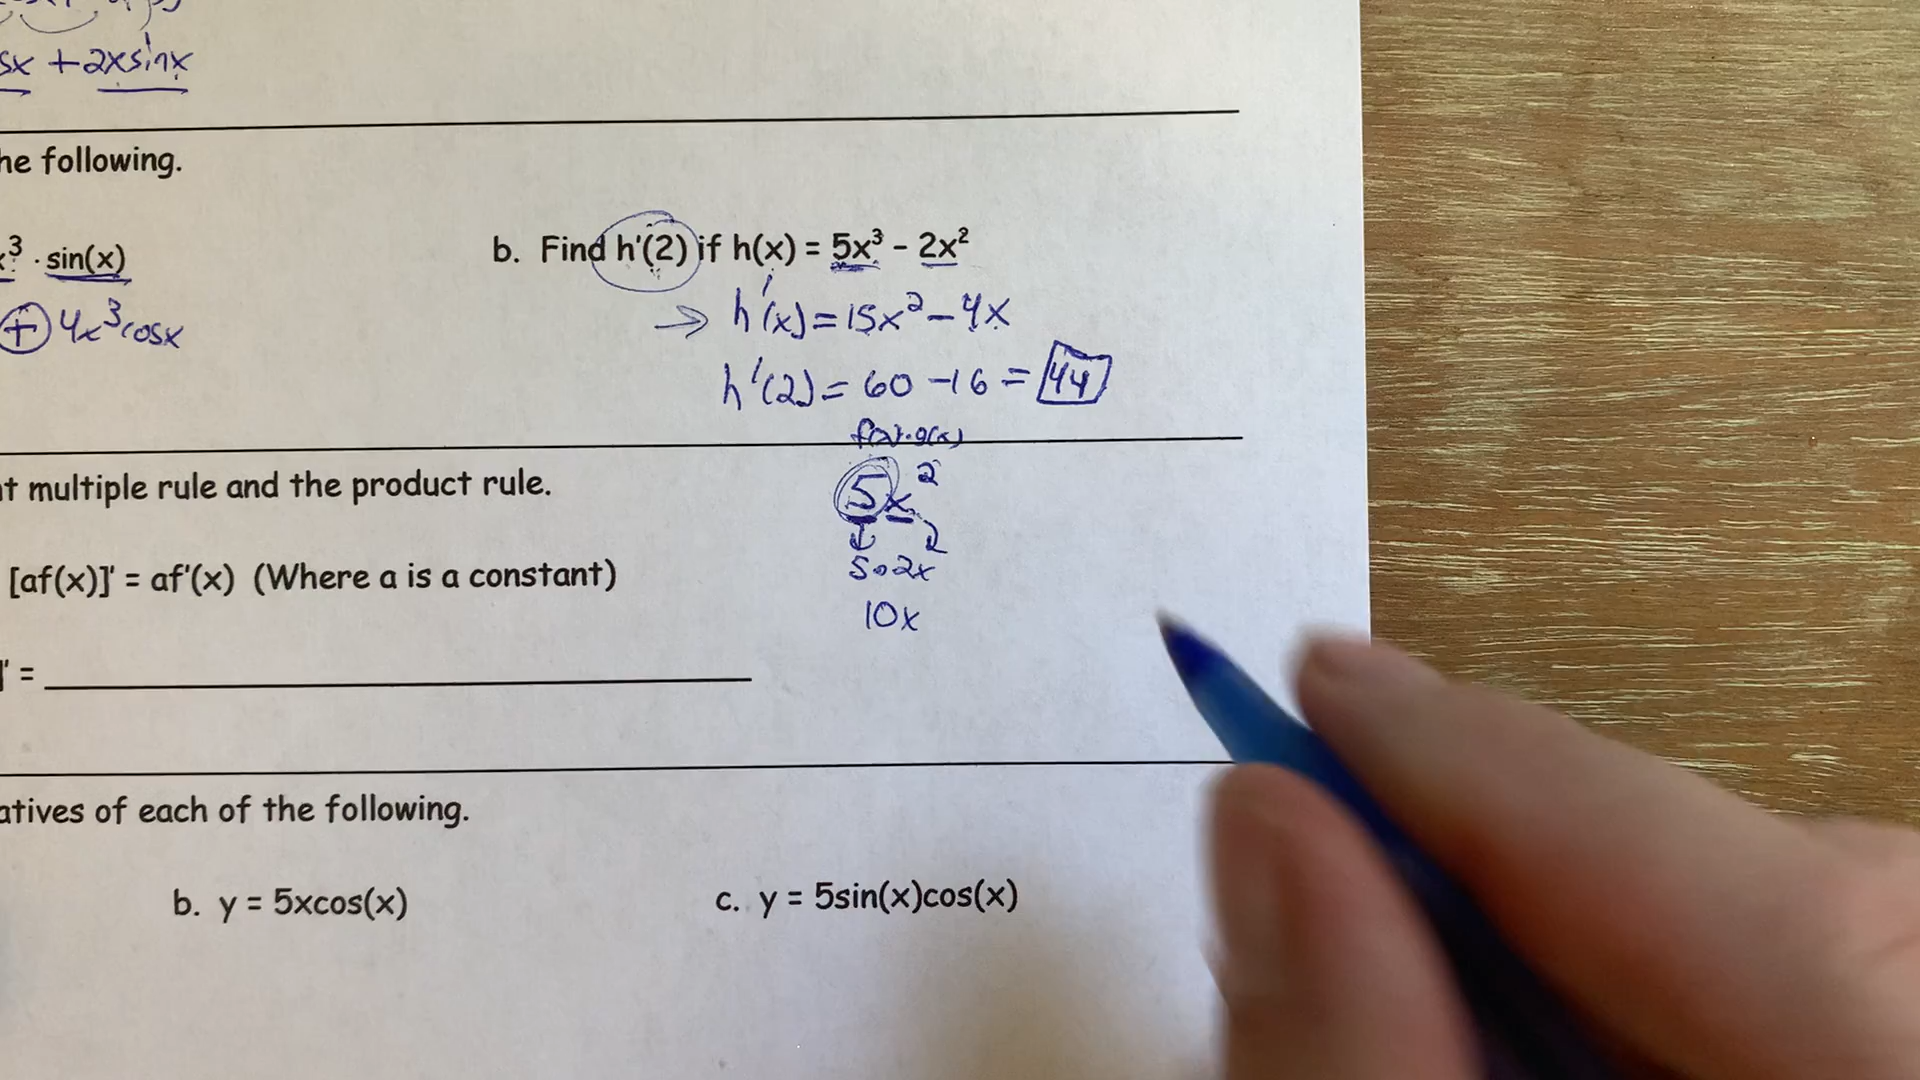 sx + 2xsinx
he following.
x³ · sin(x)
+ 4x³cosx
b. Find h'(2) if h(x) = 5x³ - 2x²
→ h'(x) = 15x² - 4x
h'(2) = 60 - 16 = 44
f(x)·g(x)
t multiple rule and the product rule.
5x²
[af(x)]' = af'(x) (Where a is a constant)
5·2x
10x
]' =
atives of each of the following.
b. y = 5xcos(x)
c. y = 5sin(x)cos(x)